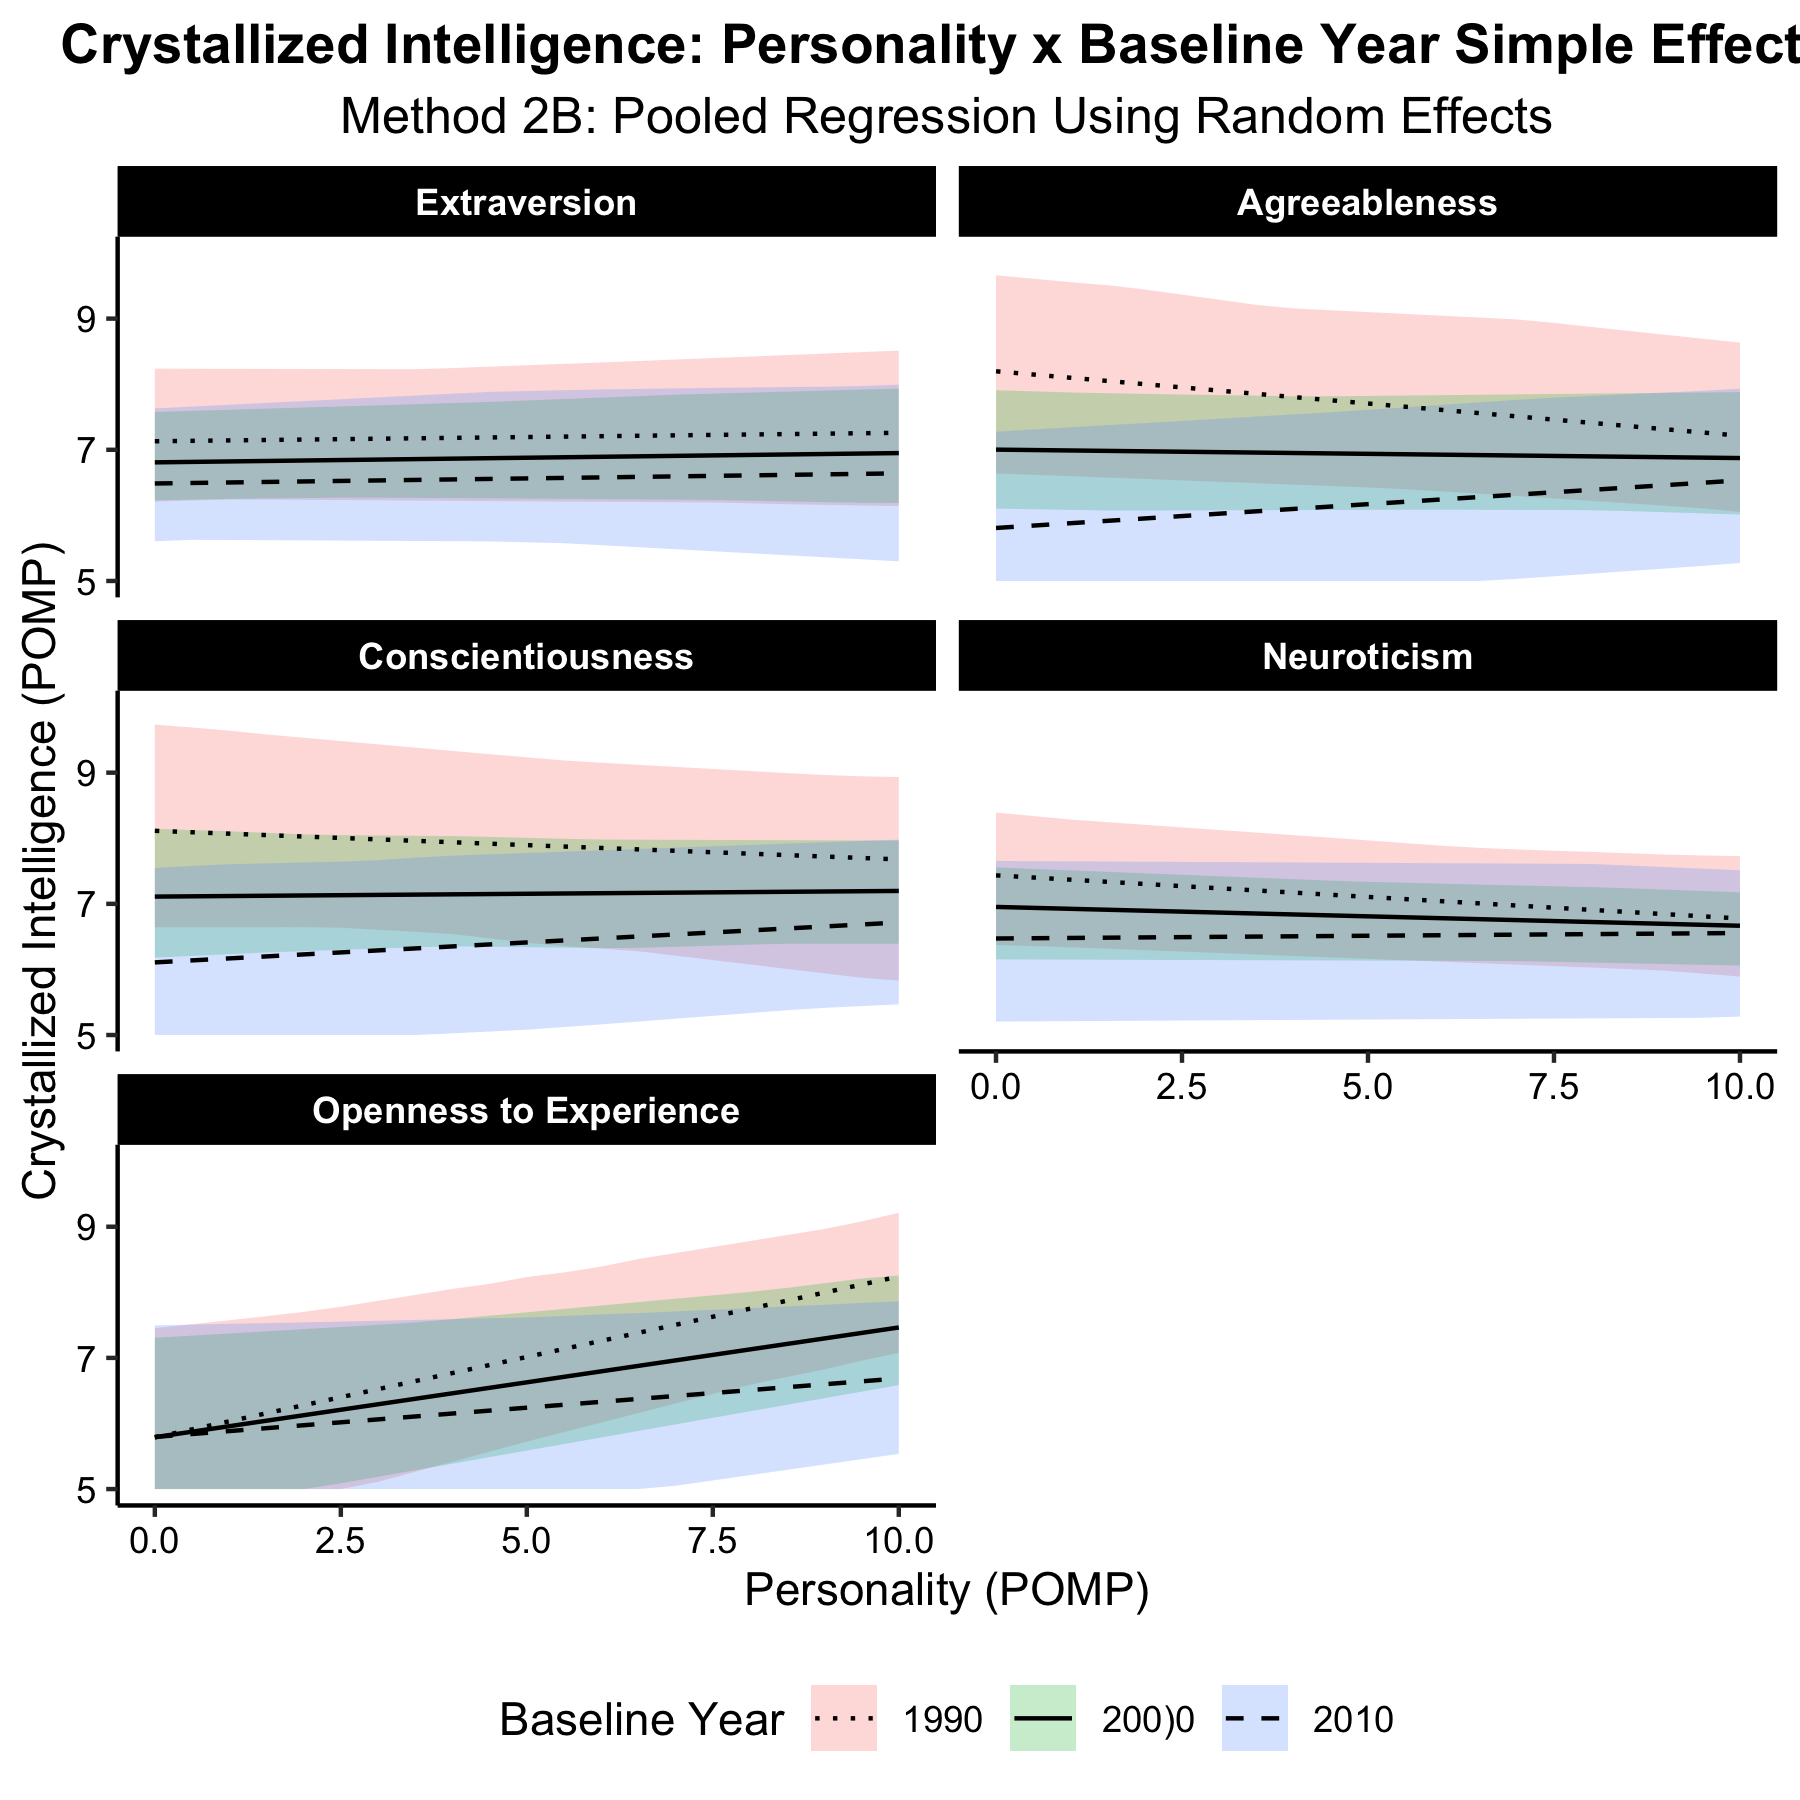 Crystallized Intelligence: Personality x Baseline Year Simple Effect
Method 2B: Pooled Regression Using Random Effects
Extraversion
Agreeableness
9
7
5
Conscientiousness
Neuroticism
9
7
5
0.0 2.5 5.0 7.5 10.0
Openness to Experience
9
7
5
0.0 2.5 5.0 7.5 10.0
Crystallized Intelligence (POMP)
Personality (POMP)
Baseline Year 1990 200)0 2010